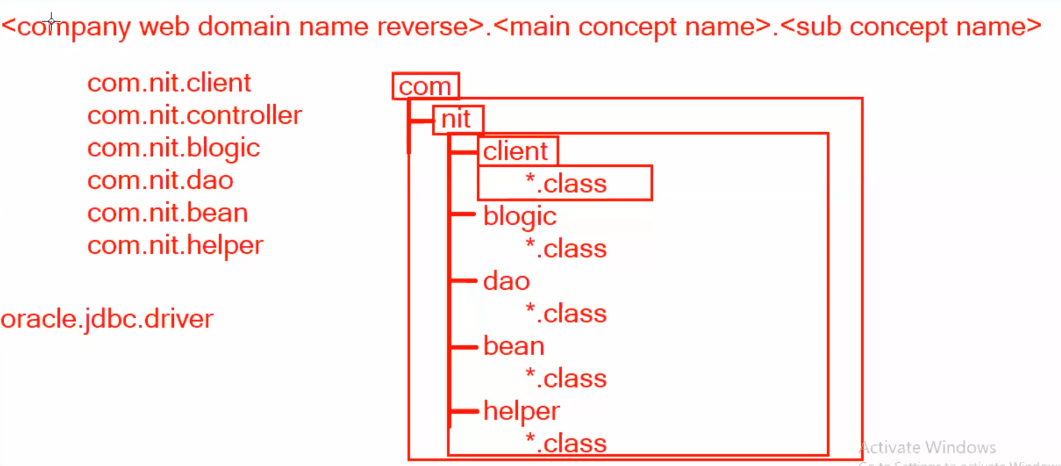 <company web domain name reverse>.<main concept name>.<sub concept name>
com.nit.client
com.nit.controller
com.nit.blogic
com.nit.dao
com.nit.bean
com.nit.helper
oracle.jdbc.driver
com
nit
client
*.class
blogic
*.class
dao
*.class
bean
*.class
helper
*.class
Activate Windows
Go to Settings to activate Windows